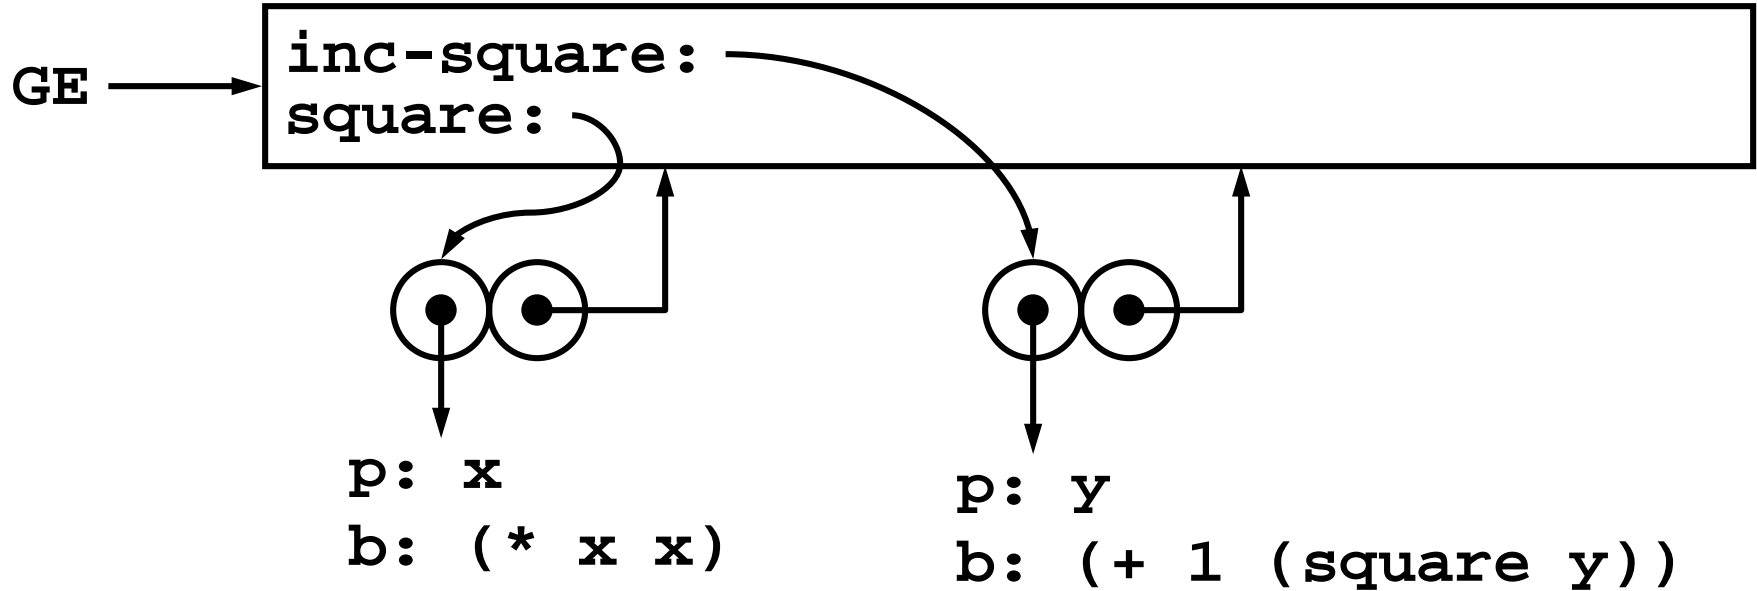 inc-square:
GE
square:
p: x
b: (* x x)
p: y
b: (+ 1 (square y))